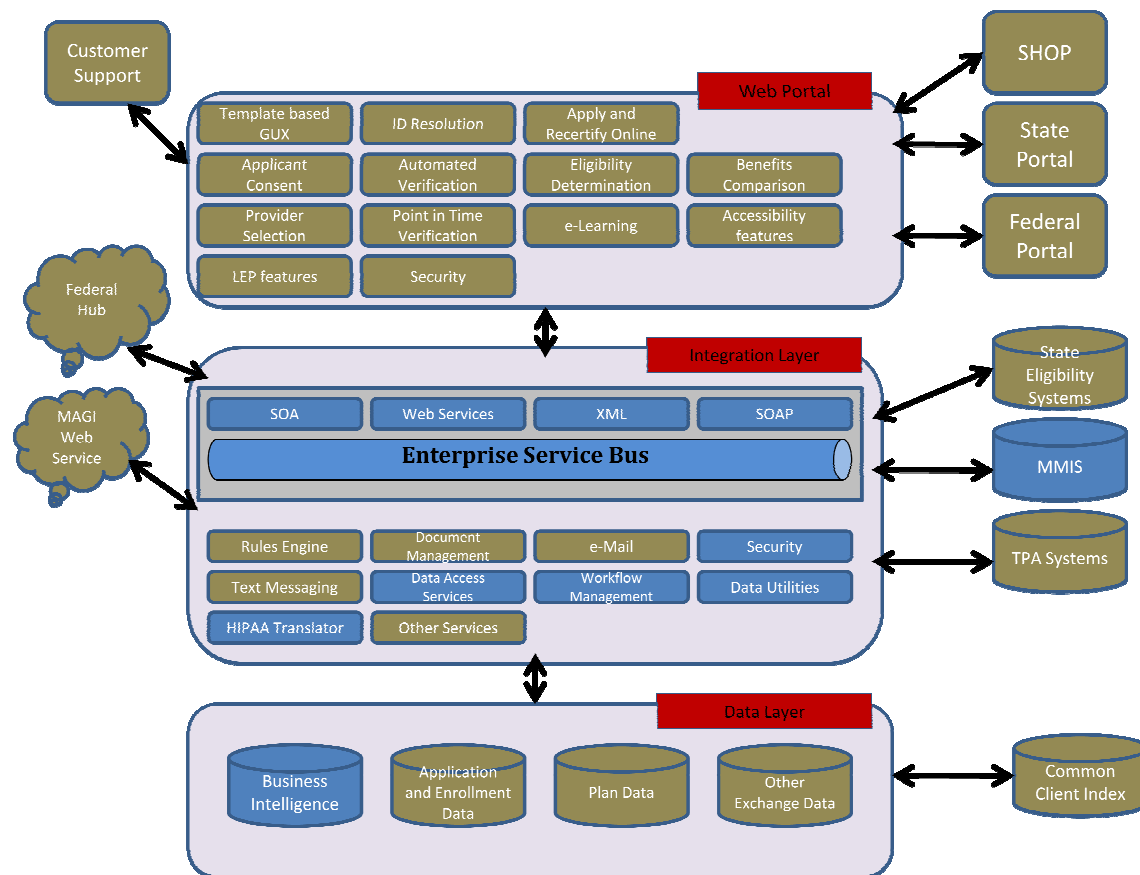 Customer
Support
SHOP
Web Portal
Template based
GUX
ID Resolution
Apply and
Recertify Online
State
Portal
Applicant
Consent
Automated
Verification
Eligibility
Determination
Benefits
Comparison
Provider
Selection
Point in Time
Verification
e-Learning
Accessibility
features
Federal
Portal
LEP features
Security
Federal
Hub
Integration Layer
State
Eligibility
Systems
MAGI
Web
Service
SOA
Web Services
XML
SOAP
Enterprise Service Bus
MMIS
Rules Engine
Document
Management
e-Mail
Security
TPA Systems
Text Messaging
Data Access
Services
Workflow
Management
Data Utilities
HIPAA Translator
Other Services
Data Layer
Business
Intelligence
Application
and Enrollment
Data
Plan Data
Other
Exchange Data
Common
Client Index